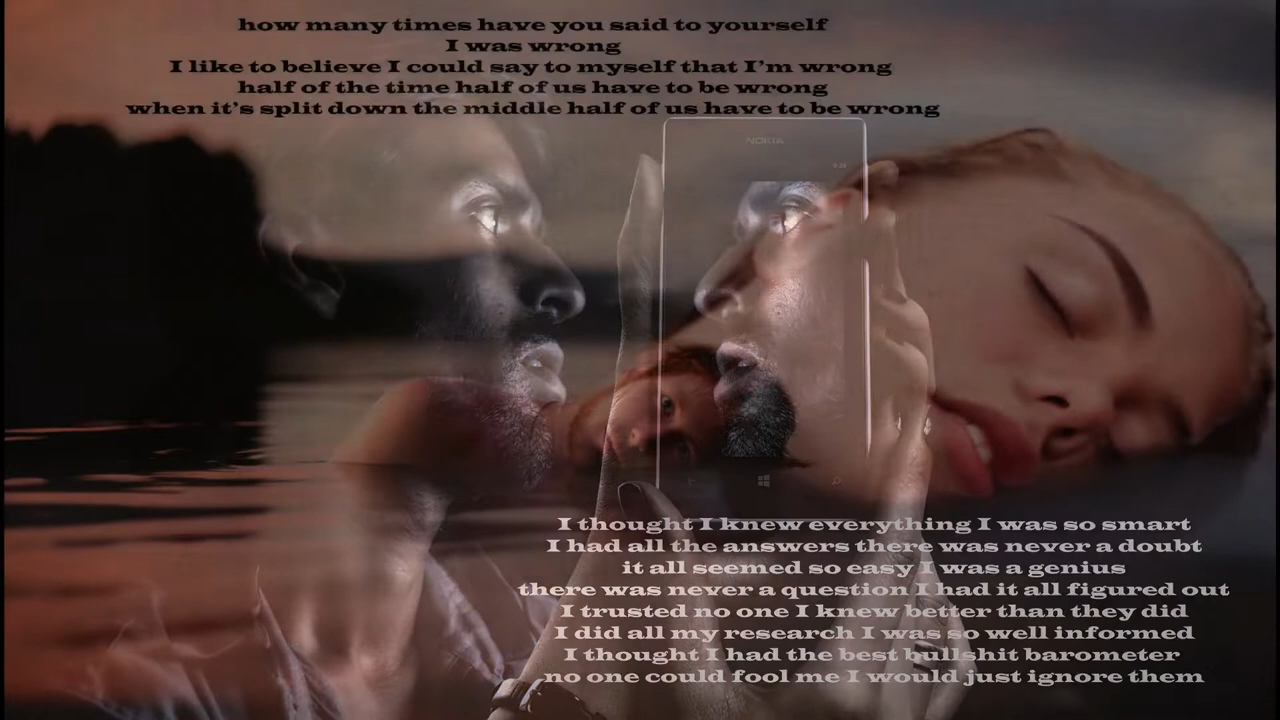 how many times have you said to yourself
I was wrong
I like to believe I could say to myself that I'm wrong
half of the time half of us have to be wrong
when it's split down the middle half of us have to be wrong
NOKIA
I thought I knew everything I was so smart
I had all the answers there was never a doubt
it all seemed so easy I was a genius
there was never a question I had it all figured out
I trusted no one I knew better than they did
I did all my research I was so well informed
I thought I had the best bullshit barometer
no one could fool me I would just ignore them